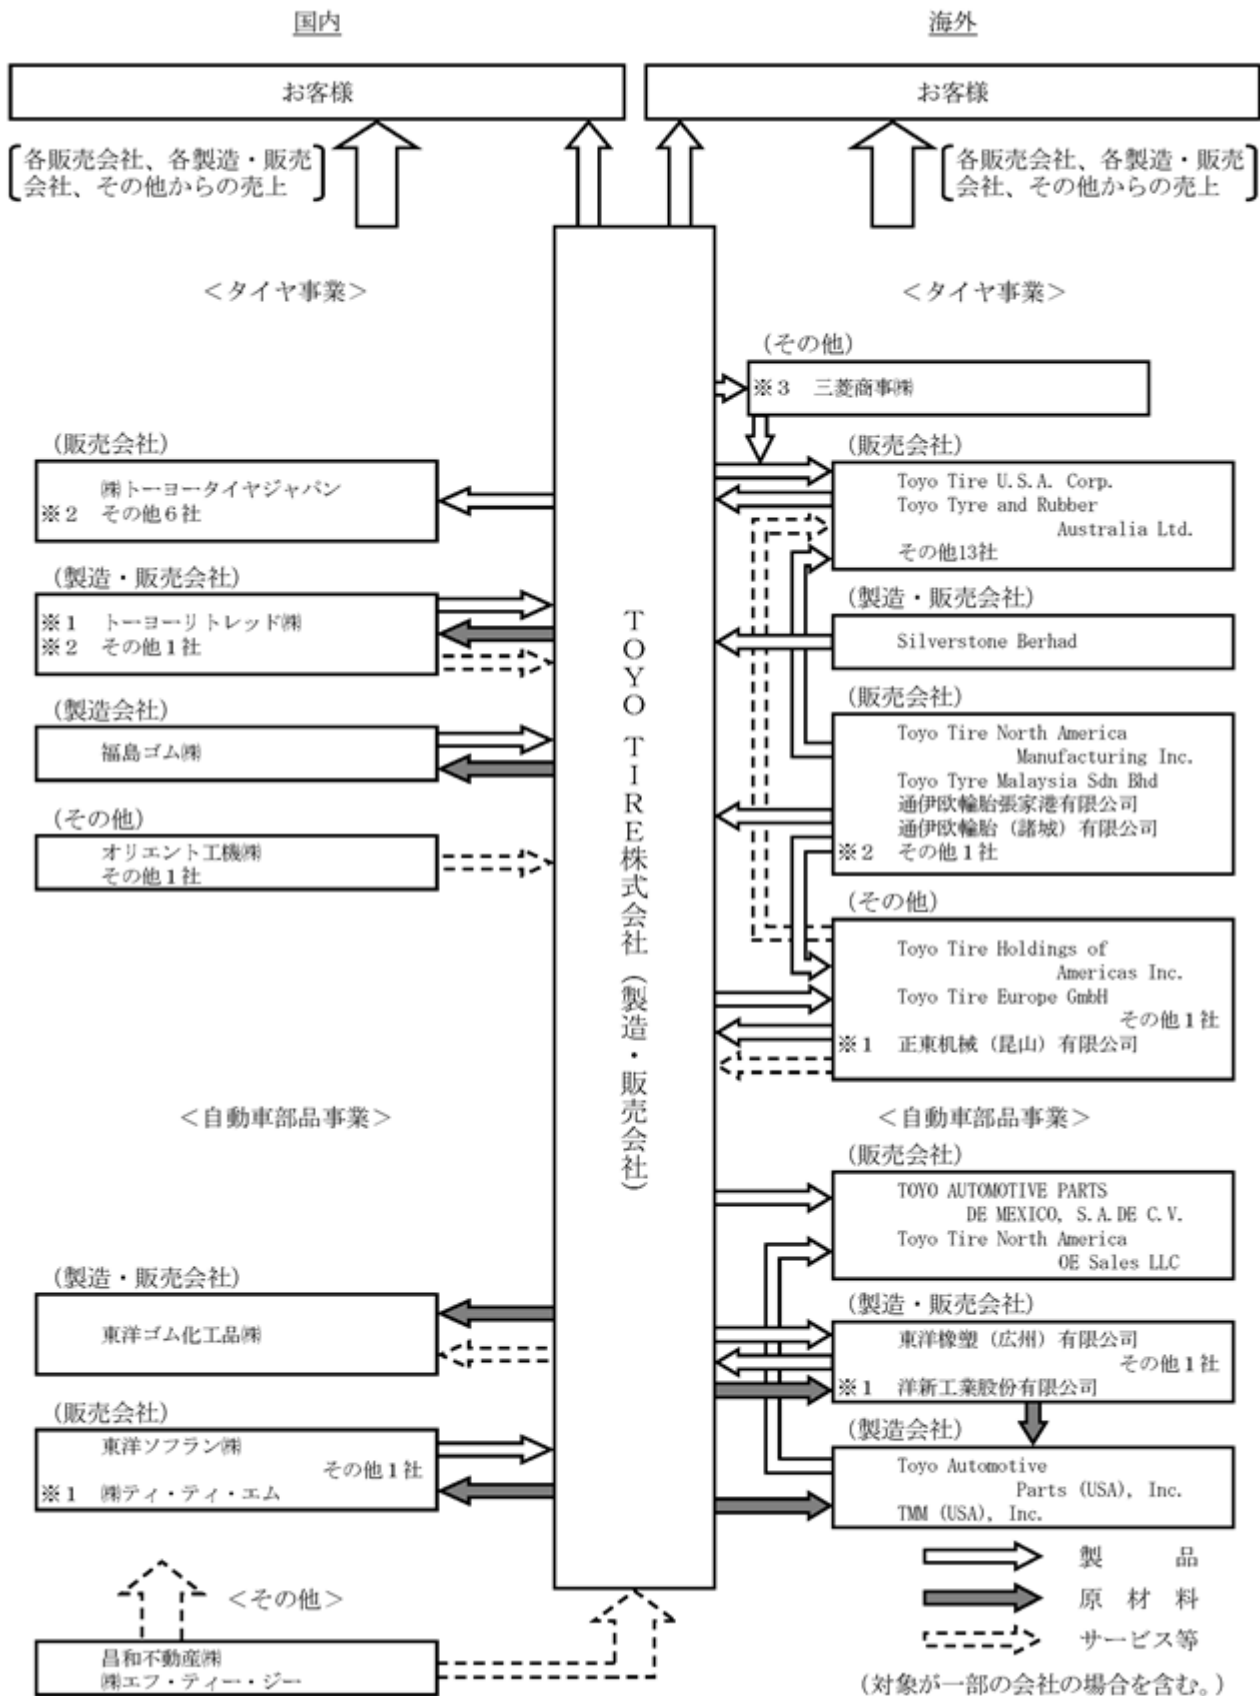 国内
海外
お客様
お客様
各販売会社、各製造・販売
会社、その他からの売上
各販売会社、各製造・販売
会社、その他からの売上
＜タイヤ事業＞
＜タイヤ事業＞
(その他)
※3 三菱商事㈱
(販売会社)
㈱トーヨータイヤジャパン
※2 その他6社
(販売会社)
Toyo Tire U.S.A. Corp.
Toyo Tyre and Rubber
Australia Ltd.
その他13社
(製造・販売会社)
※1 トーヨーリトレッド㈱
※2 その他1社
(製造・販売会社)
Silverstone Berhad
(製造会社)
福島ゴム㈱
(販売会社)
Toyo Tire North America
Manufacturing Inc.
Toyo Tyre Malaysia Sdn Bhd
通伊欧輪胎張家港有限公司
通伊欧輪胎（諸城）有限公司
※2 その他1社
(その他)
オリエント工機㈱
その他1社
(その他)
Toyo Tire Holdings of
Americas Inc.
Toyo Tire Europe GmbH
その他1社
※1 正東机械（昆山）有限公司
TOYO TIRE株式会社（製造・販売会社）
＜自動車部品事業＞
＜自動車部品事業＞
(販売会社)
TOYO AUTOMOTIVE PARTS
DE MEXICO, S.A.DE C.V.
Toyo Tire North America
OE Sales LLC
(製造・販売会社)
東洋ゴム化工品㈱
(製造・販売会社)
東洋橡塑（広州）有限公司
その他1社
※1 洋新工業股份有限公司
(販売会社)
東洋ソフラン㈱
その他1社
※1 ㈱ティ・ティ・エム
(製造会社)
Toyo Automotive
Parts (USA), Inc.
TMM (USA), Inc.
製品
原材料
サービス等
(対象が一部の会社の場合を含む。)
＜その他＞
昌和不動産㈱
㈱エフ・ティー・ジー